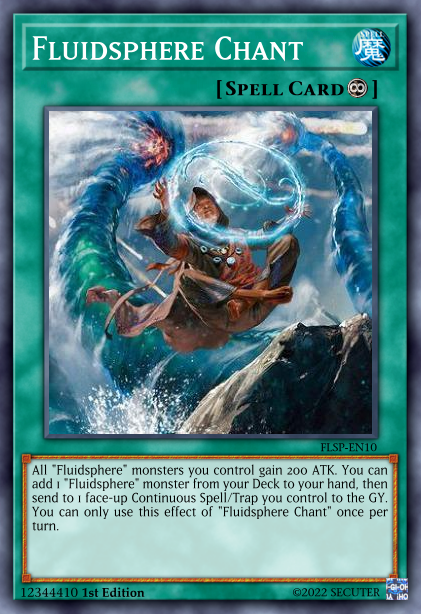 Fluidsphere Chant
魔
[Spell Card]
FLSP-EN10
All "Fluidsphere" monsters you control gain 200 ATK. You can
add 1 "Fluidsphere" monster from your Deck to your hand, then
send to 1 face-up Continuous Spell/Trap you control to the GY.
You can only use this effect of "Fluidsphere Chant" once per
turn.
12344410 1st Edition
©2022 SECUTER